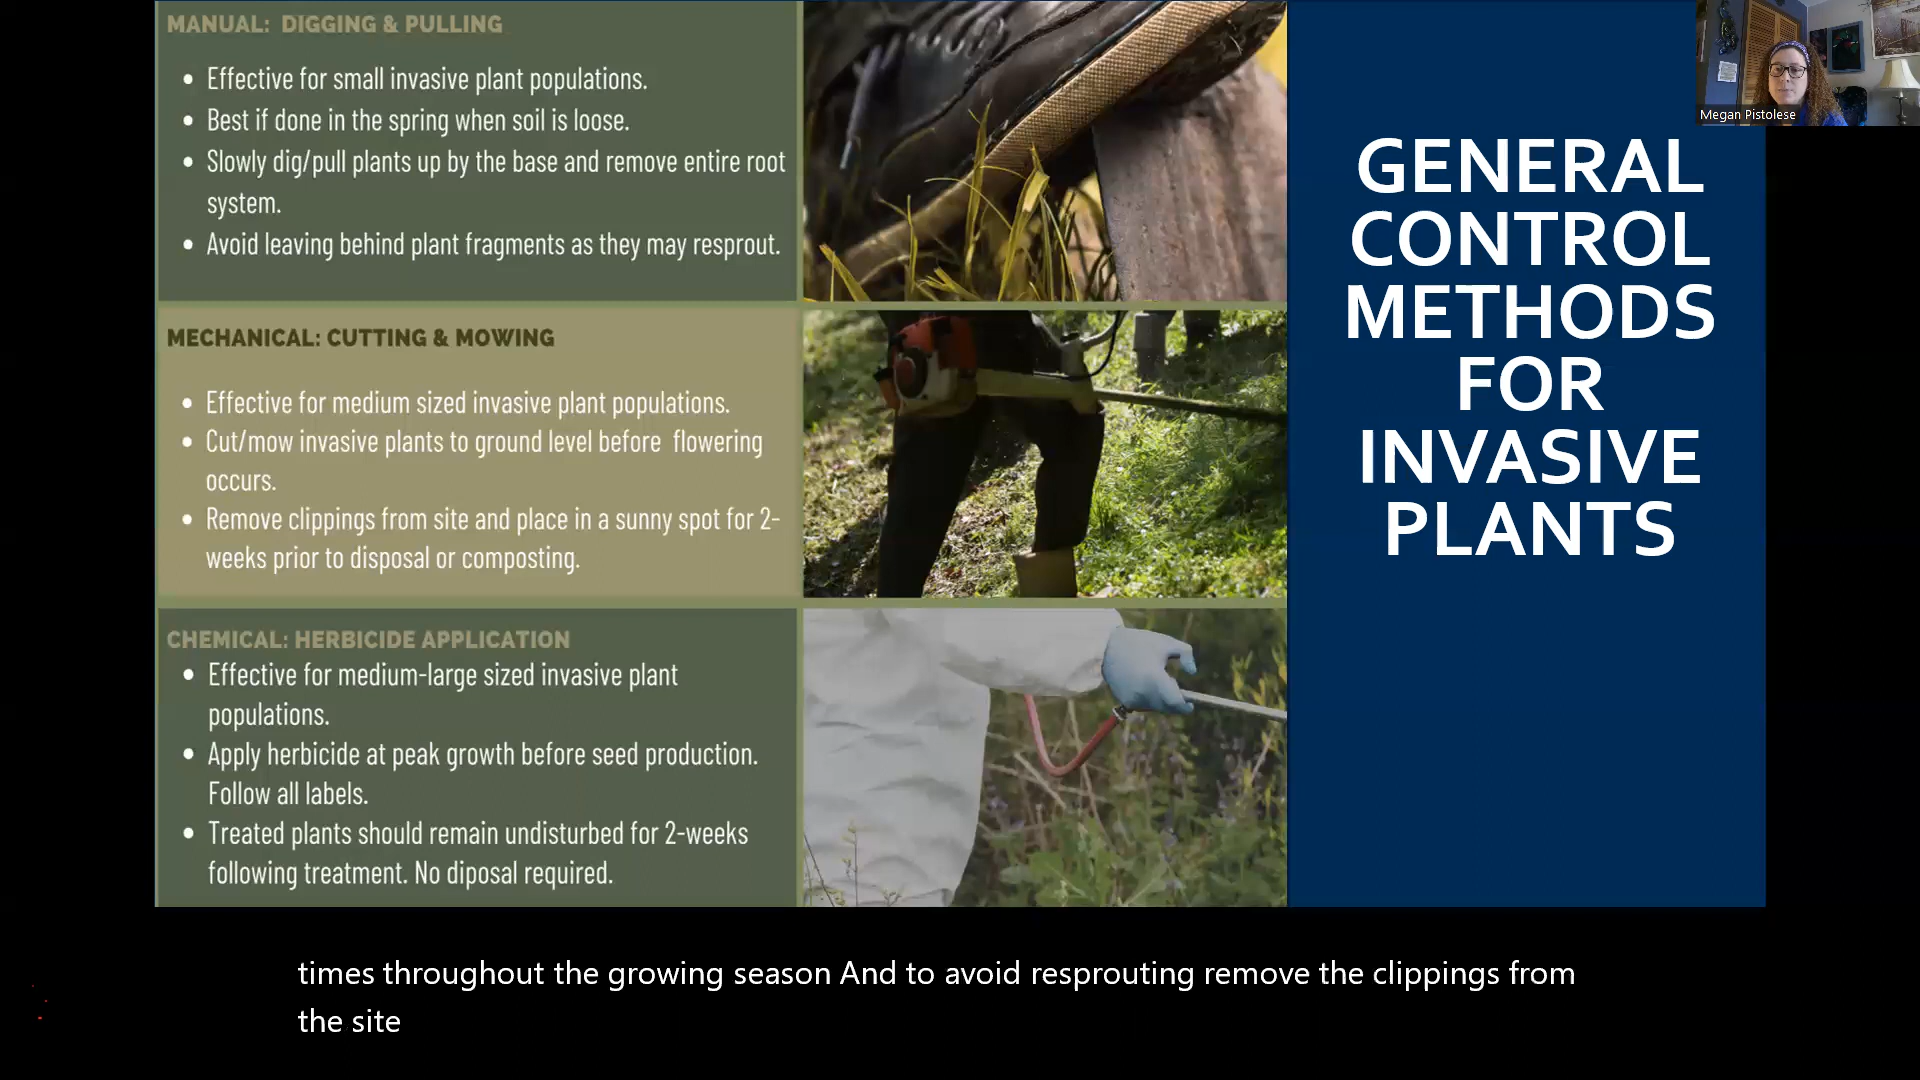 MANUAL: DIGGING & PULLING
• Effective for small invasive plant populations.
• Best if done in the spring when soil is loose.
• Slowly dig/pull plants up by the base and remove entire root
system.
• Avoid leaving behind plant fragments as they may resprout.
MECHANICAL: CUTTING & MOWING
• Effective for medium sized invasive plant populations.
• Cut/mow invasive plants to ground level before flowering
occurs.
• Remove clippings from site and place in a sunny spot for 2-
weeks prior to disposal or composting.
CHEMICAL: HERBICIDE APPLICATION
• Effective for medium-large sized invasive plant
populations.
• Apply herbicide at peak growth before seed production.
Follow all labels.
• Treated plants should remain undisturbed for 2-weeks
following treatment. No diposal required.
GENERAL
CONTROL
METHODS
FOR
INVASIVE
PLANTS
Megan Pistolese
times throughout the growing season And to avoid resprouting remove the clippings from
the site